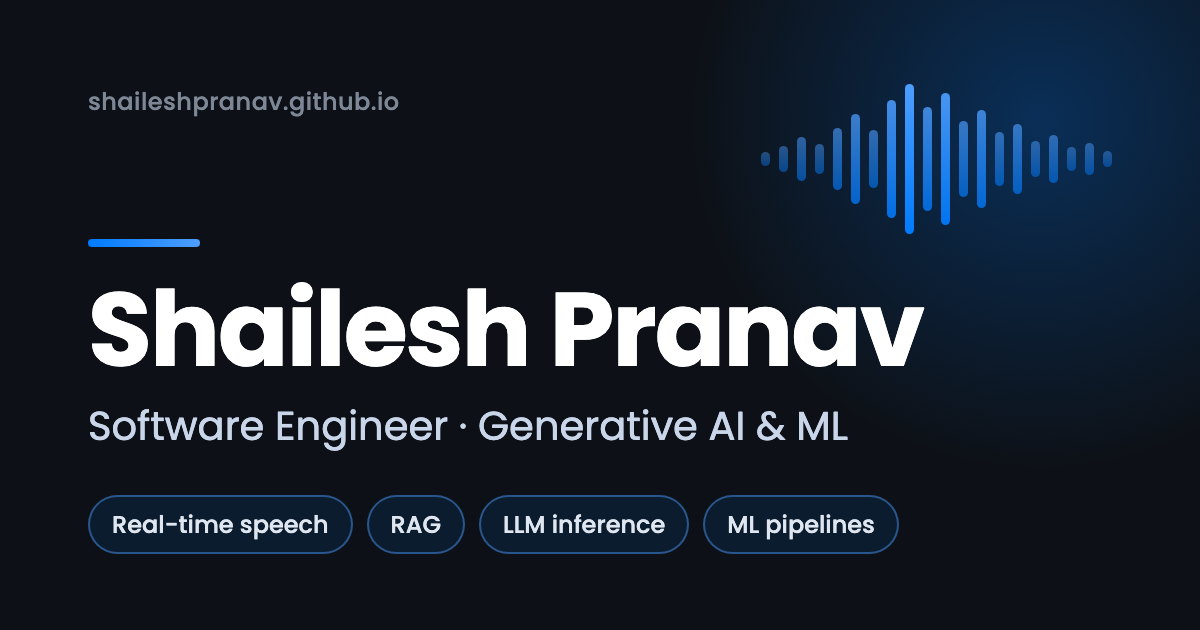 shaileshpranav.github.io
Shailesh Pranav
Software Engineer · Generative AI & ML
Real-time speech RAG LLM inference ML pipelines